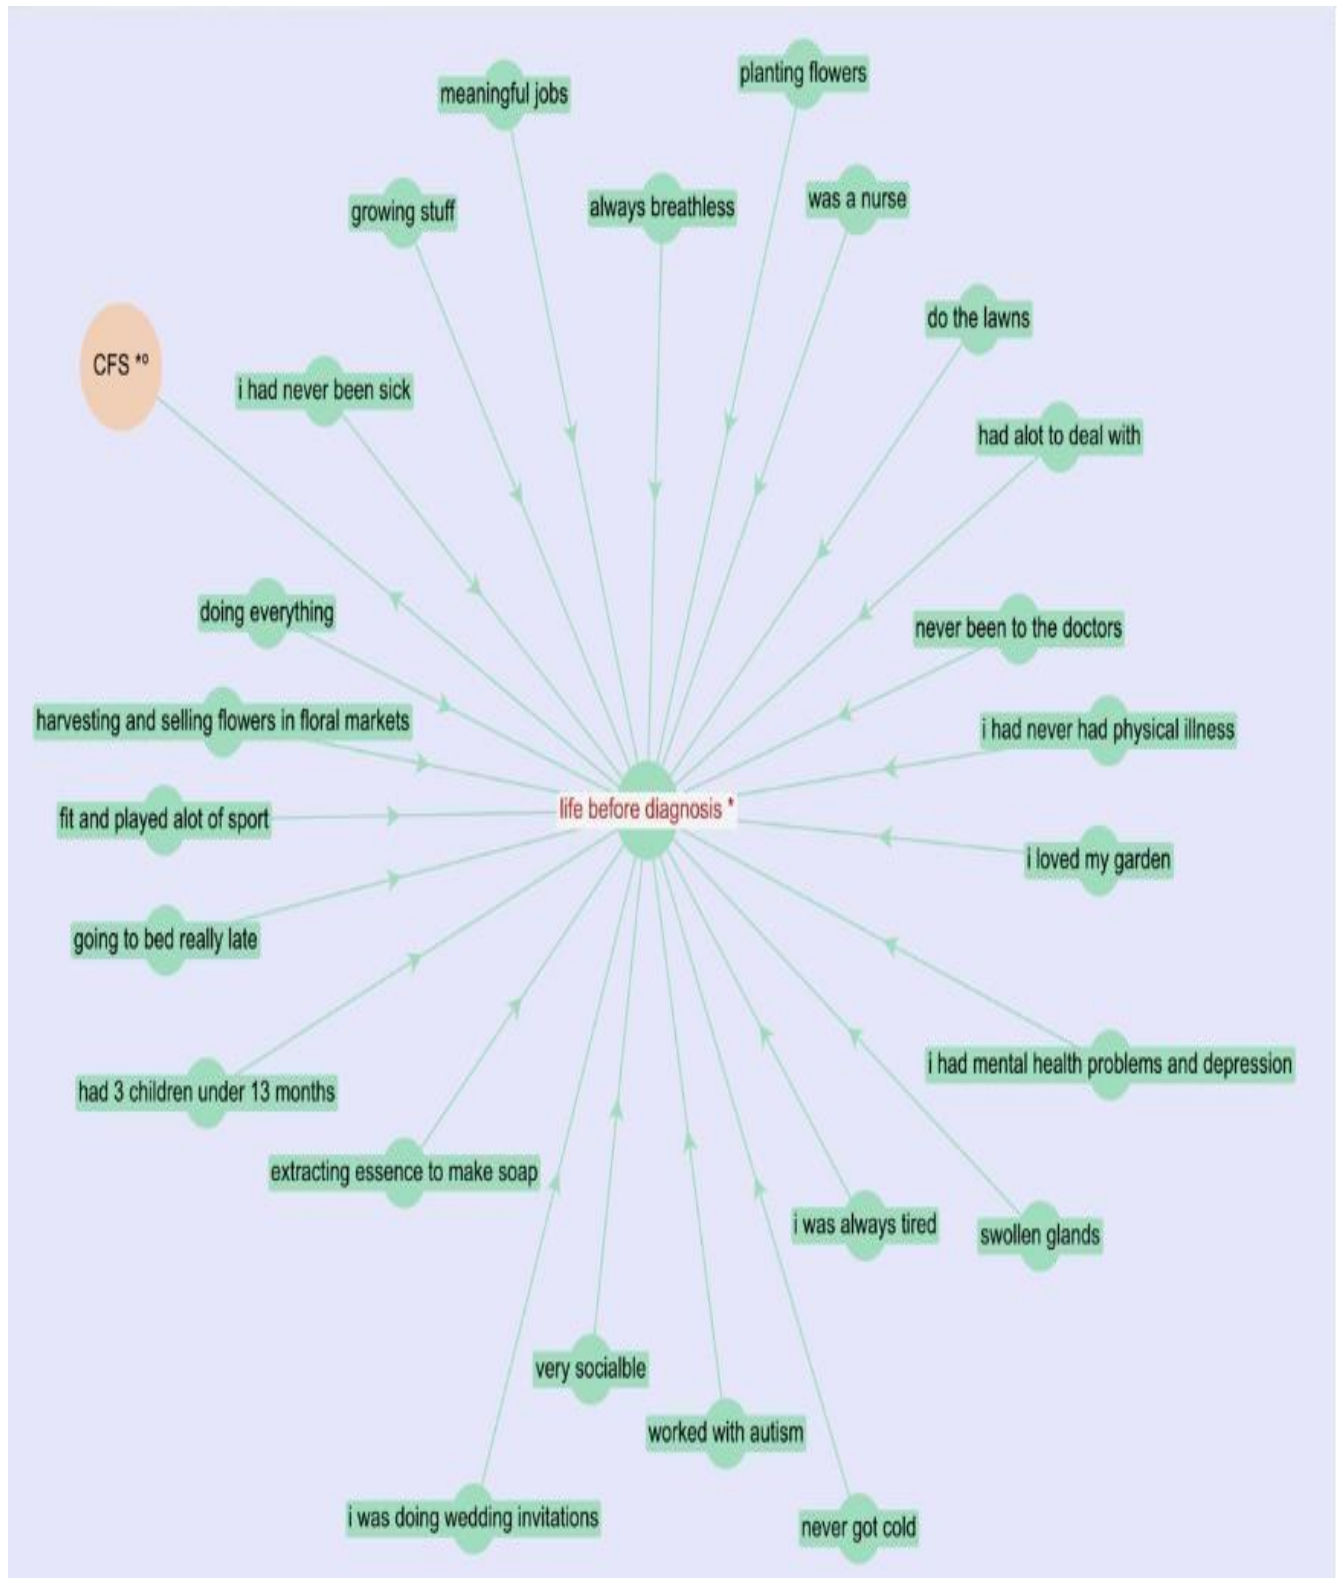 planting flowers
meaningful jobs
was a nurse
always breathless
growing stuff
do the lawns
CFS *º
i had never been sick
had alot to deal with
doing everything
never been to the doctors
harvesting and selling flowers in floral markets
i had never had physical illness
life before diagnosis *
fit and played alot of sport
i loved my garden
going to bed really late
i had mental health problems and depression
had 3 children under 13 months
extracting essence to make soap
i was always tired
swollen glands
very socialble
worked with autism
i was doing wedding invitations
never got cold